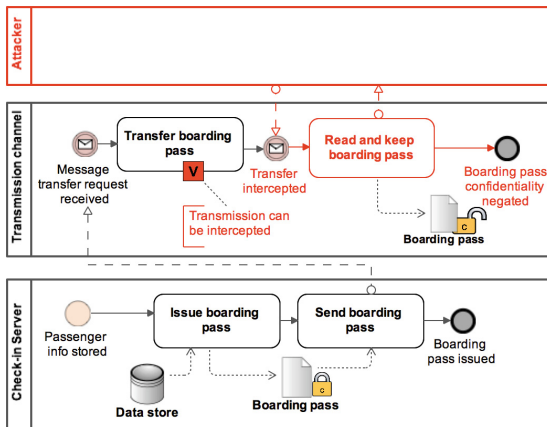 Attacker
Transmission channel
Transfer boarding
pass
Read and keep
boarding pass
Message
transfer request
received
V
Transfer
intercepted
Boarding pass
confidentiality
negated
Transmission can
be intercepted
c
Boarding pass
Check-in Server
Issue boarding
pass
Send boarding
pass
Passenger
info stored
Boarding
pass issued
Data store
c
Boarding pass